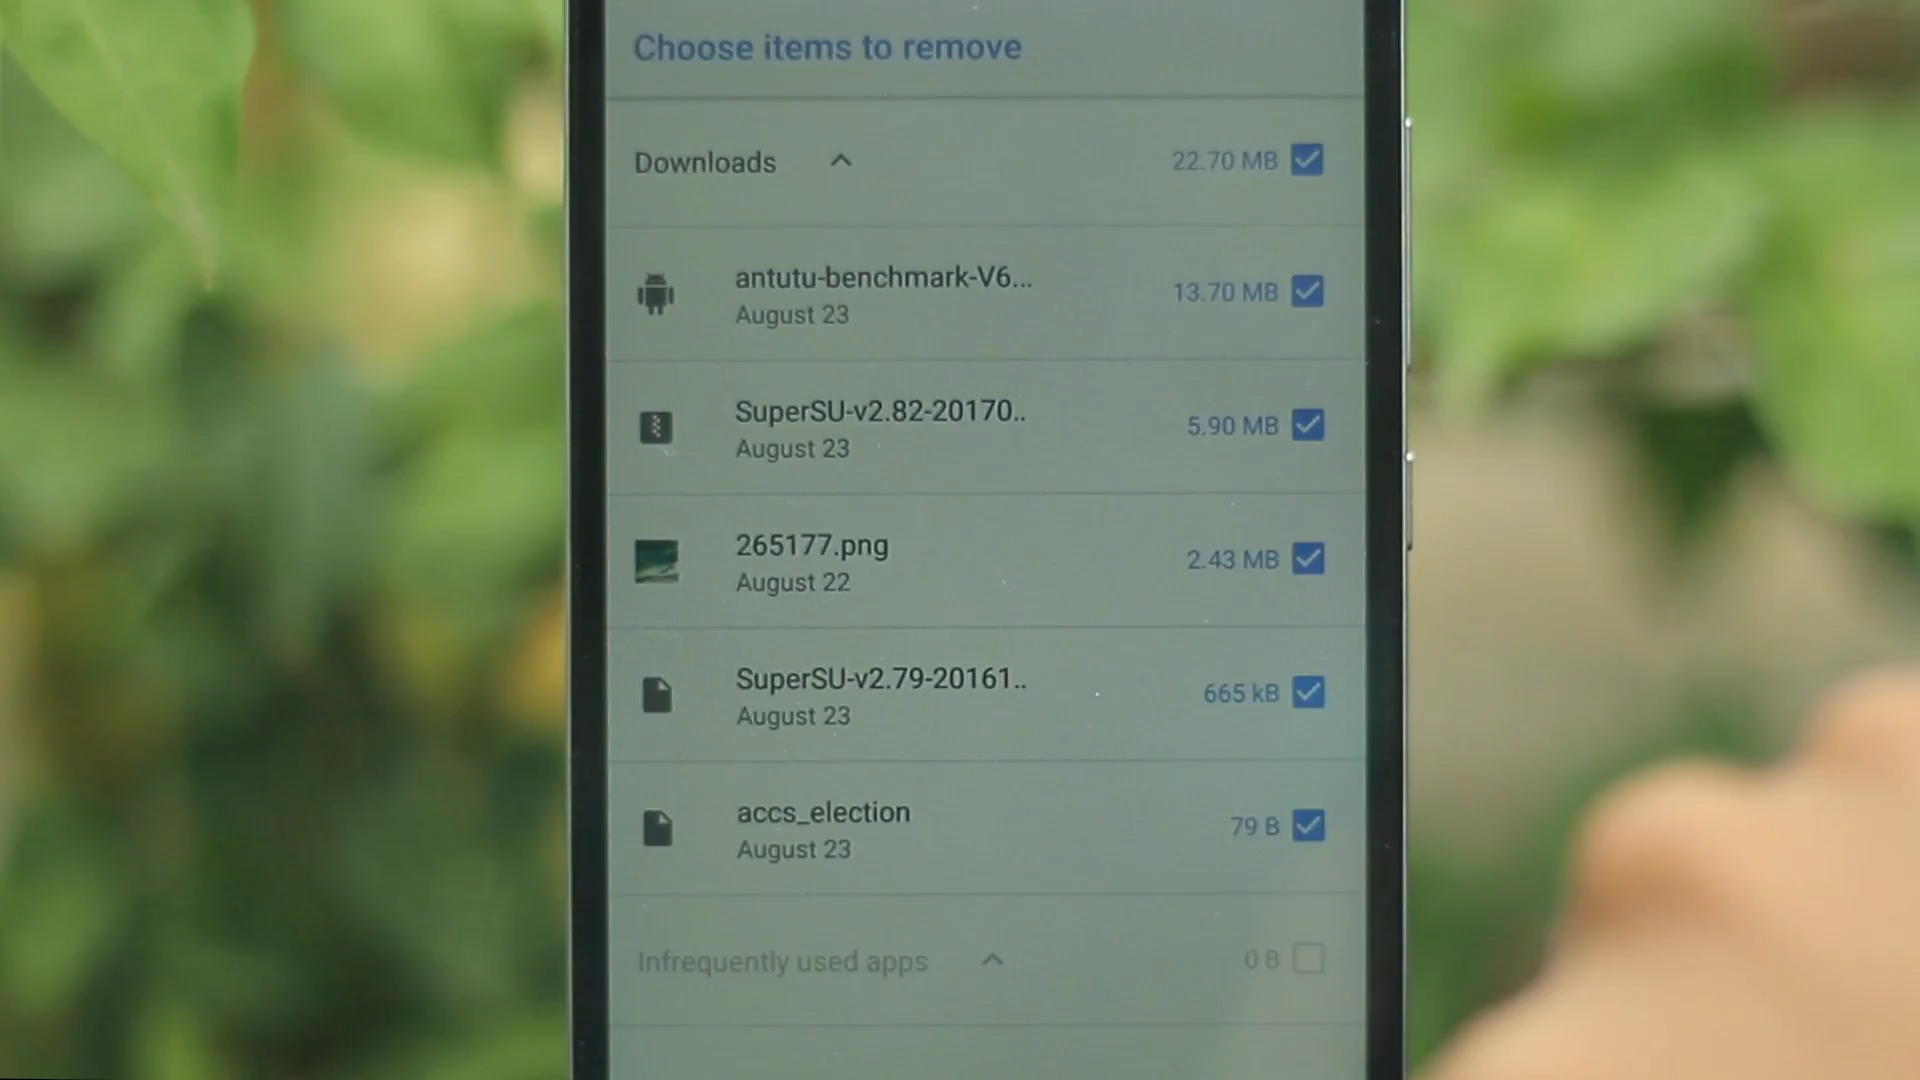 Choose items to remove
Downloads 22.70 MB
antutu-benchmark-V6... 13.70 MB
August 23
SuperSU-v2.82-20170.. 5.90 MB
August 23
265177.png 2.43 MB
August 22
SuperSU-v2.79-20161.. 665 kB
August 23
accs_election 79 B
August 23
Infrequently used apps 0 B